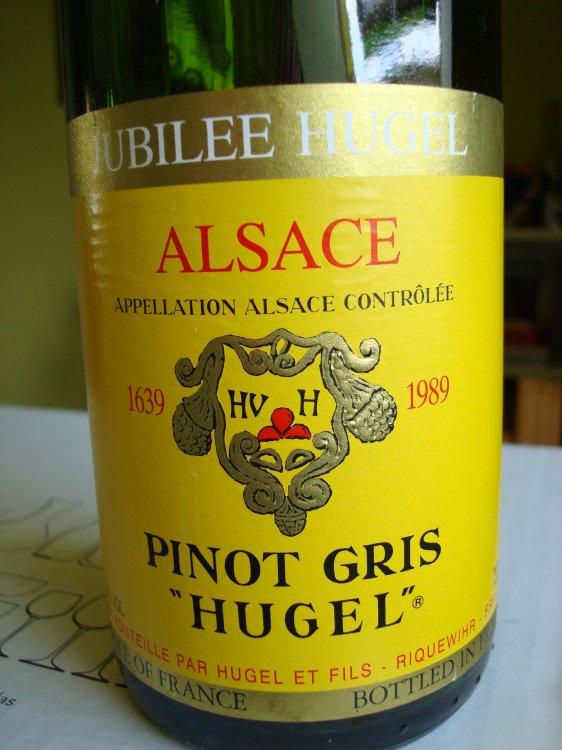 JUBILEE HUGEL
ALSACE
APPELLATION ALSACE CONTRÔLÉE
1639
HV H
1989
PINOT GRIS
"HUGEL"®
BOUTEILLE PAR HUGEL ET FILS - RIQUEWIHR -
OF FRANCE
BOTTLED IN